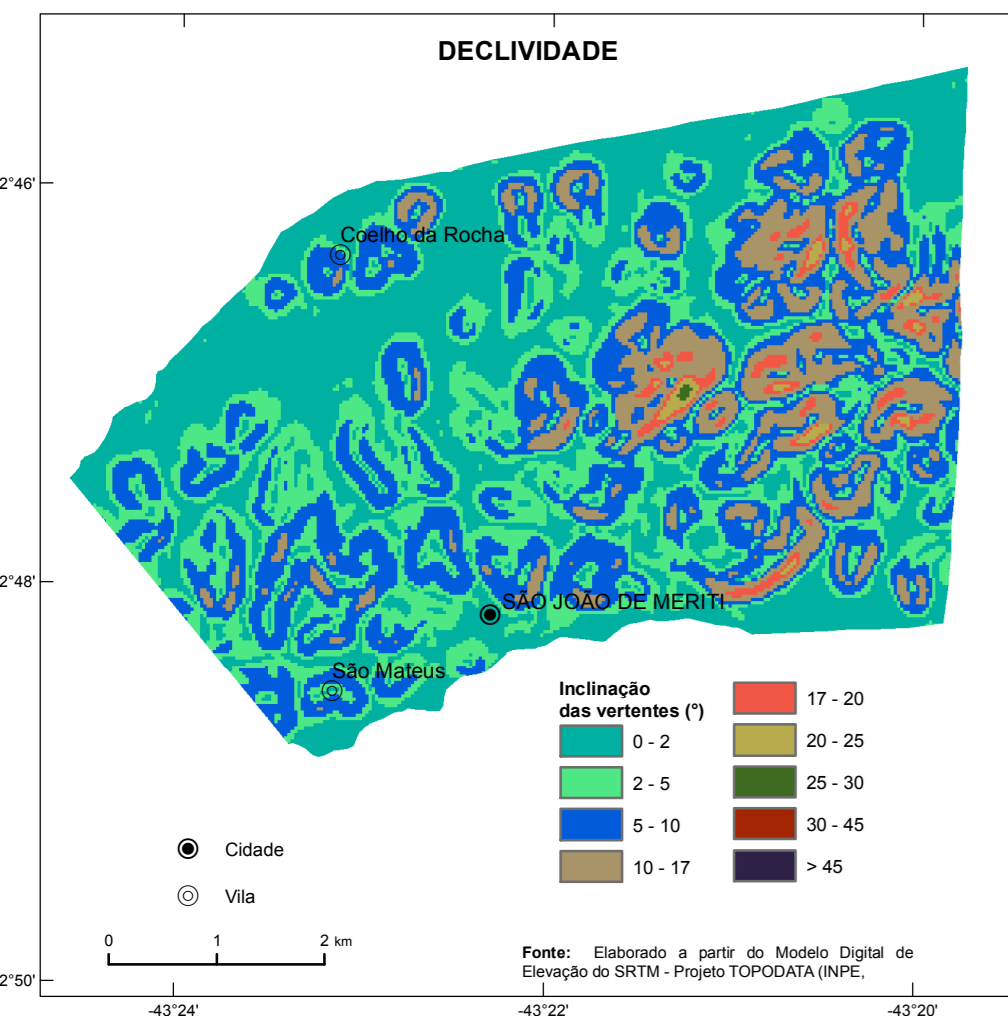 DECLIVIDADE
2°46'
Coelho da Rocha
2°48'
SÃO JOÃO DE MERITI
São Mateus
Inclinação
das vertentes (°)
0 - 2
2 - 5
5 - 10
10 - 17
17 - 20
20 - 25
25 - 30
30 - 45
> 45
Cidade
Vila
0 1 2 km
Fonte: Elaborado a partir do Modelo Digital de
Elevação do SRTM - Projeto TOPODATA (INPE,
2°50'
-43°24' -43°22' -43°20'